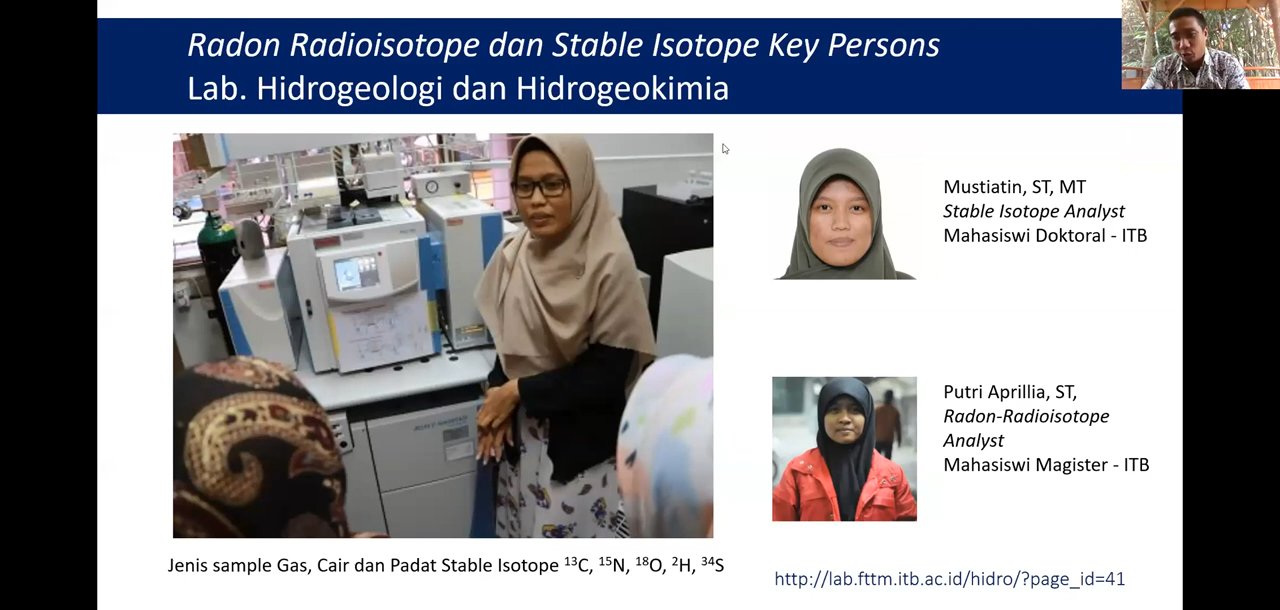 Radon Radioisotope dan Stable Isotope Key Persons
Lab. Hidrogeologi dan Hidrogeokimia
Mustiatin, ST, MT
Stable Isotope Analyst
Mahasiswi Doktoral - ITB
Putri Aprillia, ST,
Radon-Radioisotope
Analyst
Mahasiswi Magister - ITB
Jenis sample Gas, Cair dan Padat Stable Isotope ¹³C, ¹⁵N, ¹⁸O, ²H, ³⁴S
http://lab.fttm.itb.ac.id/hidro/?page_id=41